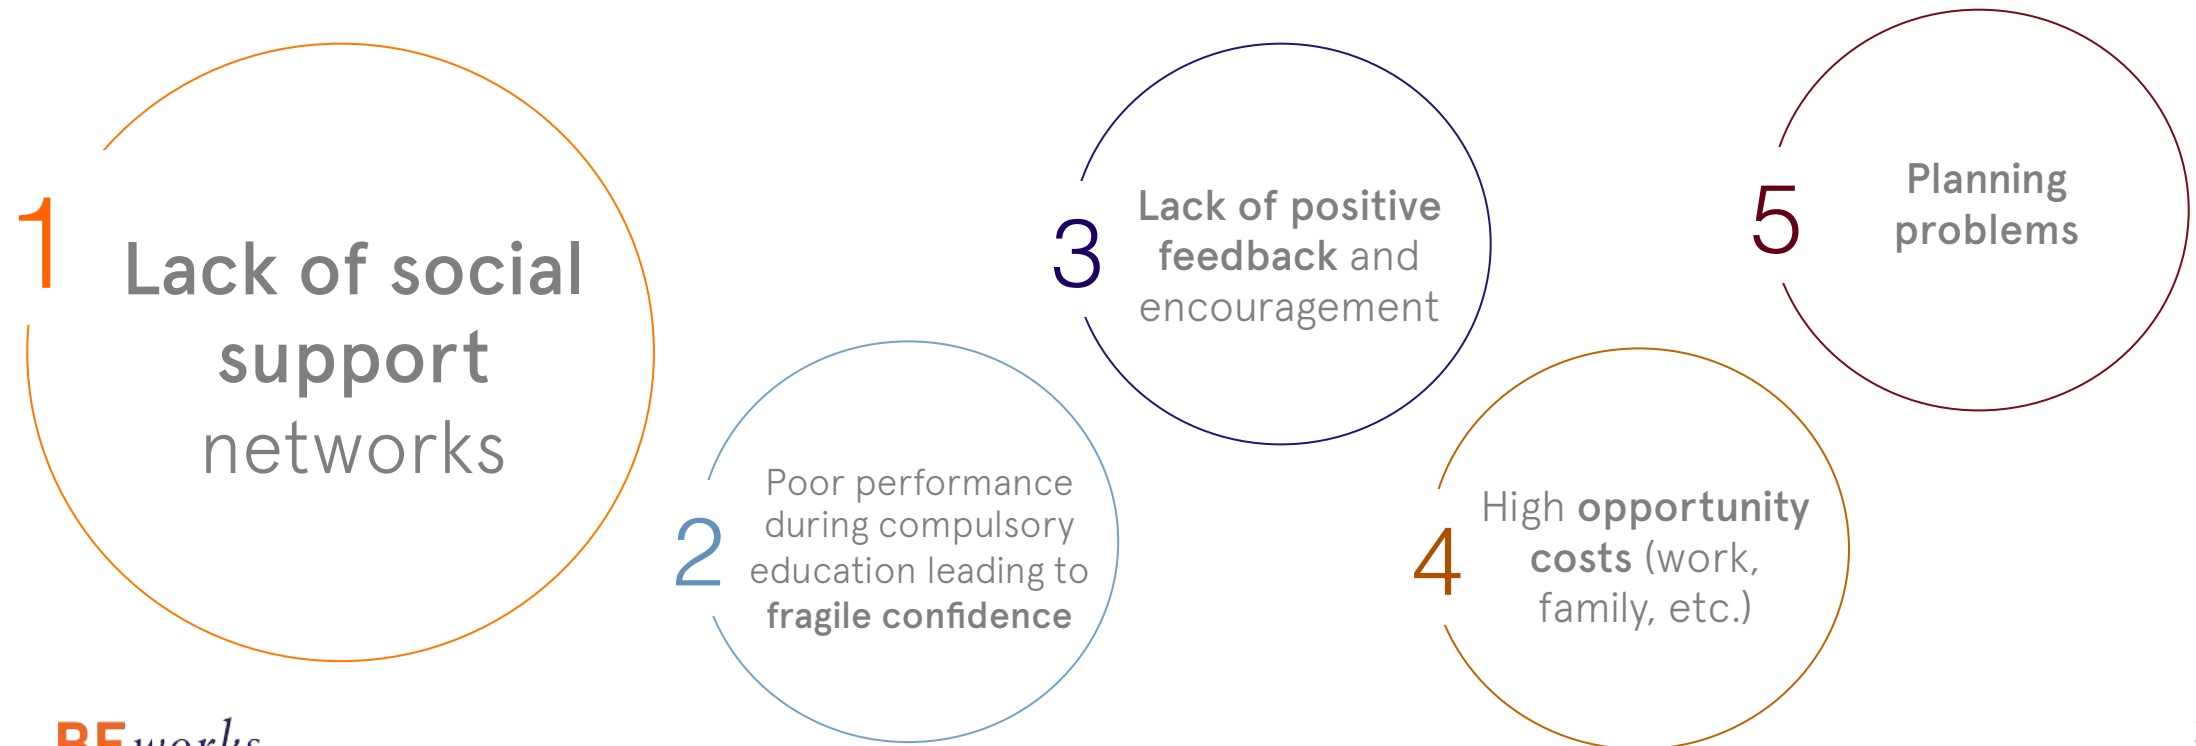 1
Lack of social
support
networks
2
Poor performance
during compulsory
education leading to
fragile confidence
3
Lack of positive
feedback and
encouragement
4
High opportunity
costs (work,
family, etc.)
5
Planning
problems
BEworks